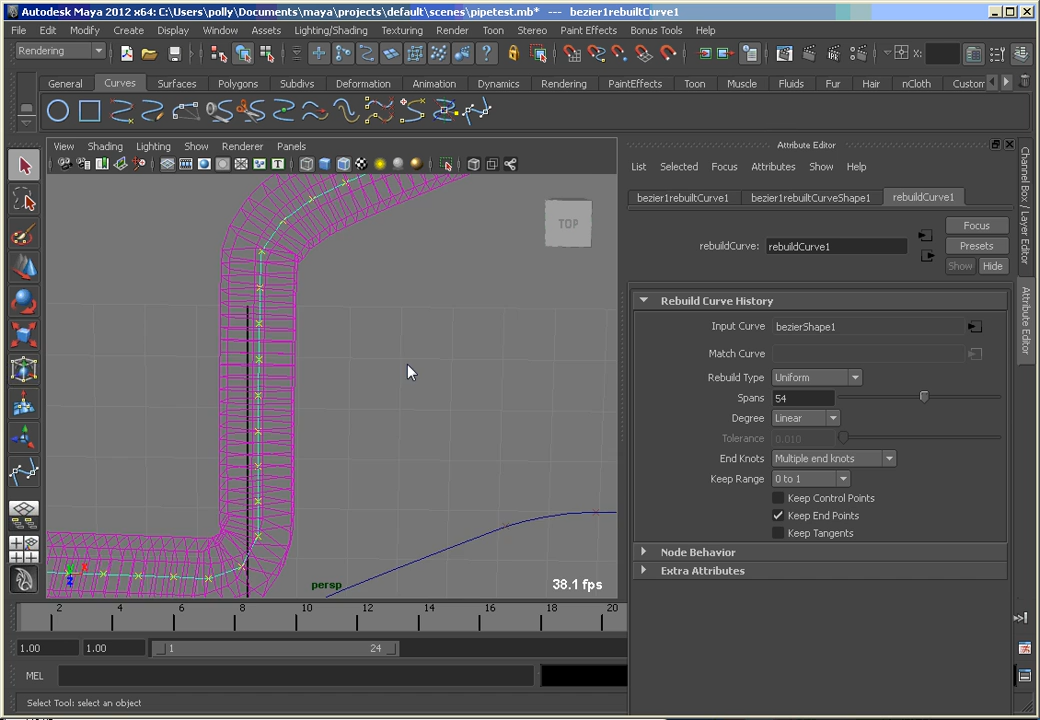 Autodesk Maya 2012 x64: C:\Users\polly\Documents\maya\projects\default\scenes\pipetest.mb* --- bezier1rebuiltCurve1
File Edit Modify Create Display Window Assets Lighting/Shading Texturing Render Toon Stereo Paint Effects Bonus Tools Help
Rendering
General Curves Surfaces Polygons Subdivs Deformation Animation Dynamics Rendering PaintEffects Toon Muscle Fluids Fur Hair nCloth Custom
View Shading Lighting Show Renderer Panels
Attribute Editor
List Selected Focus Attributes Show Help
bezier1rebuiltCurve1 bezier1rebuiltCurveShape1 rebuildCurve1
TOP
Focus
rebuildCurve: rebuildCurve1
Presets
Show Hide
Rebuild Curve History
Input Curve bezierShape1
Match Curve
Rebuild Type Uniform
Spans 54
Degree Linear
Tolerance 0.010
End Knots Multiple end knots
Keep Range 0 to 1
Keep Control Points
Keep End Points
Keep Tangents
Node Behavior
Extra Attributes
Channel Box / Layer Editor
Attribute Editor
Y X
Z
persp
38.1 fps
2 4 6 8 10 12 14 16 18 20
1.00 1.00 1 24
MEL
Select Tool: select an object